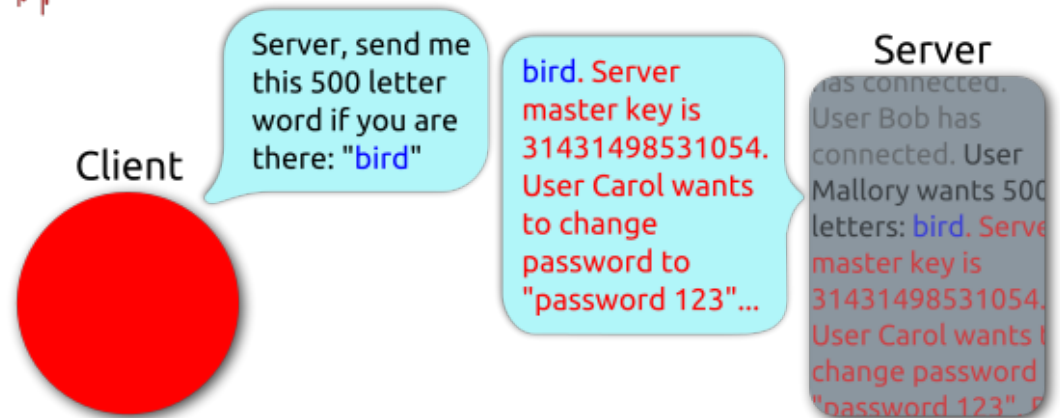 Client
Server, send me
this 500 letter
word if you are
there: "bird"
bird. Server
master key is
31431498531054.
User Carol wants
to change
password to
"password 123"...
Server
has connected.
User Bob has
connected. User
Mallory wants 500
letters: bird. Serve
master key is
31431498531054.
User Carol wants t
change password
"password 123".